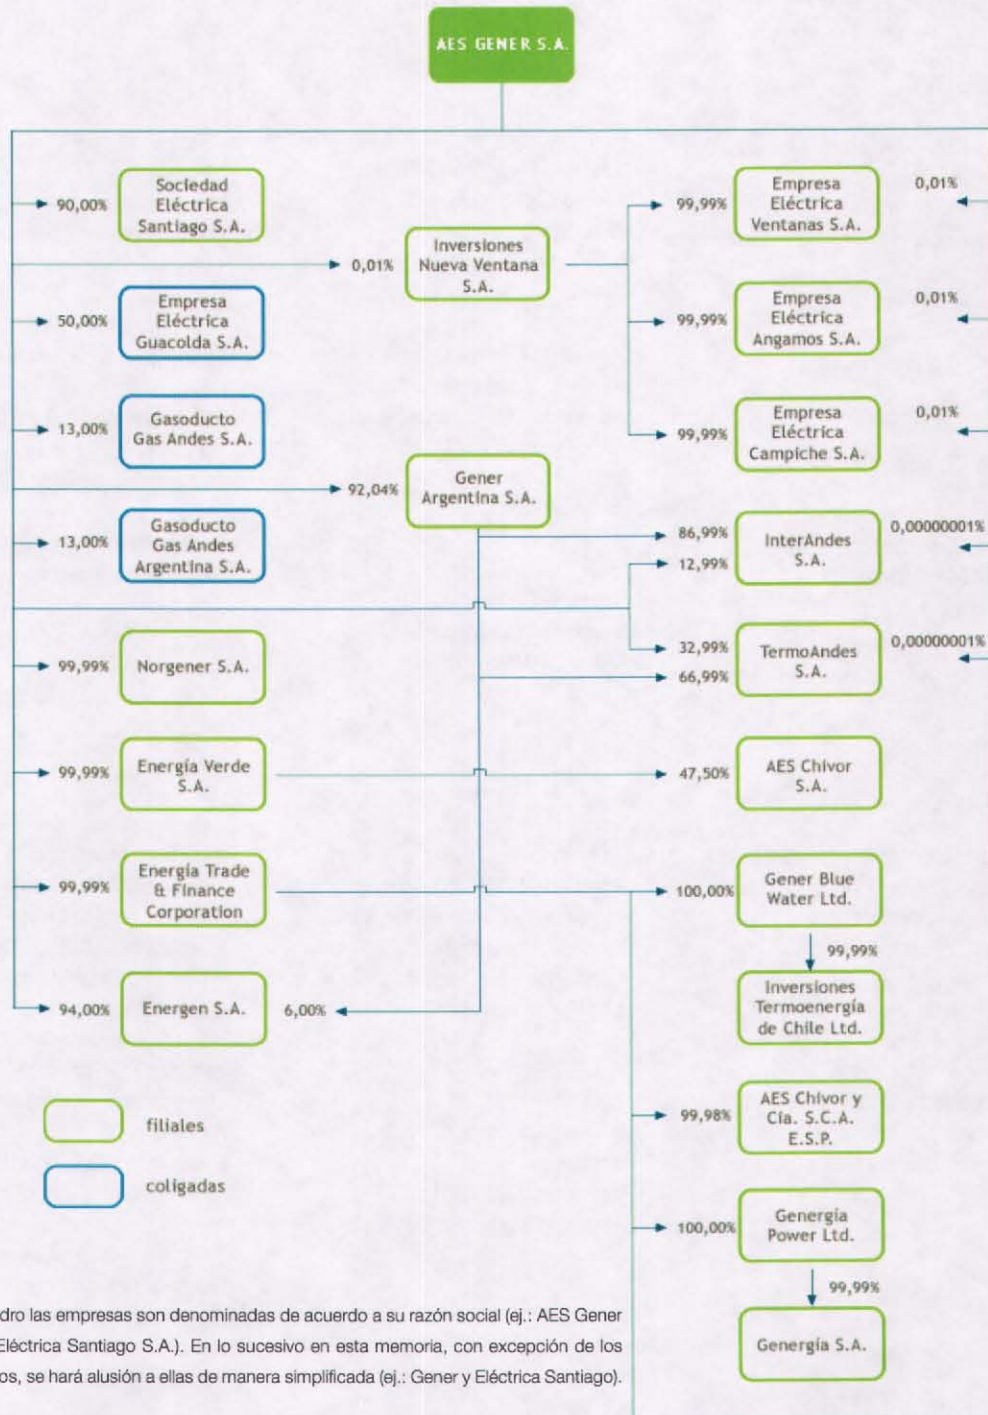 AES GENER S.A.
90,00%
Sociedad
Eléctrica
Santiago S.A.
0,01%
Inversiones
Nueva Ventana
S.A.
99,99%
Empresa
Eléctrica
Ventanas S.A.
0,01%
50,00%
Empresa
Eléctrica
Guacolda S.A.
99,99%
Empresa
Eléctrica
Angamos S.A.
0,01%
13,00%
Gasoducto
Gas Andes S.A.
99,99%
Empresa
Eléctrica
Campiche S.A.
0,01%
92,04%
Gener
Argentina S.A.
13,00%
Gasoducto
Gas Andes
Argentina S.A.
86,99%
12,99%
InterAndes
S.A.
0,00000001%
99,99%
Norgener S.A.
32,99%
66,99%
TermoAndes
S.A.
0,00000001%
99,99%
Energía Verde
S.A.
47,50%
AES Chivor
S.A.
99,99%
Energía Trade
& Finance
Corporation
100,00%
Gener Blue
Water Ltd.
99,99%
Inversiones
Termoenergía
de Chile Ltd.
94,00%
Energen S.A.
6,00%
filiales
coligadas
99,98%
AES Chivor y
Cía. S.C.A.
E.S.P.
100,00%
Genergía
Power Ltd.
99,99%
Genergía S.A.
dro las empresas son denominadas de acuerdo a su razón social (ej.: AES Gener
Eléctrica Santiago S.A.). En lo sucesivo en esta memoria, con excepción de los
os, se hará alusión a ellas de manera simplificada (ej.: Gener y Eléctrica Santiago).